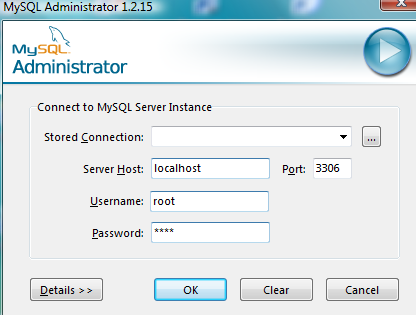 MySQL Administrator 1.2.15
MySQL
Administrator
Connect to MySQL Server Instance
Stored Connection: ...
Server Host: localhost Port: 3306
Username: root
Password: ****
Details >> OK Clear Cancel